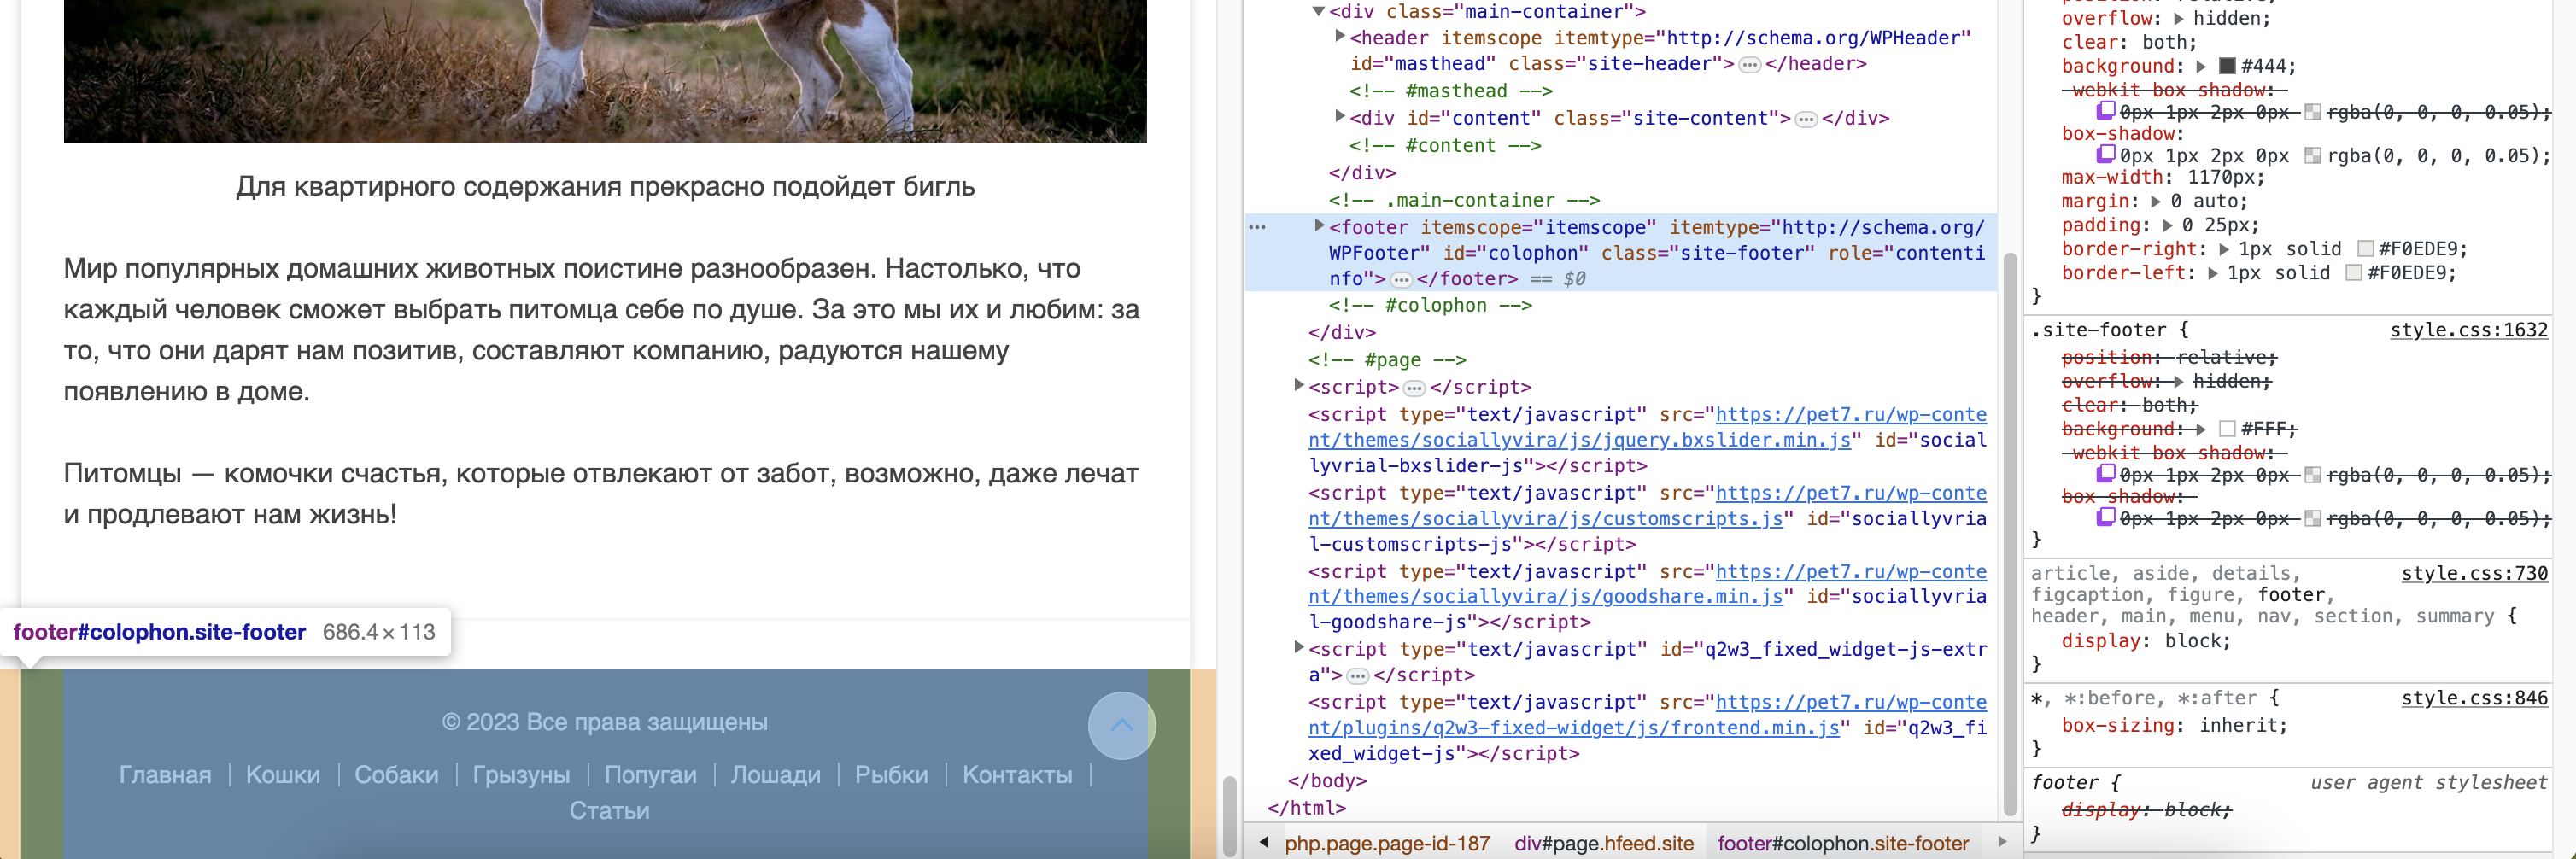 Для квартирного содержания прекрасно подойдет бигль
Мир популярных домашних животных поистине разнообразен. Настолько, что
каждый человек сможет выбрать питомца себе по душе. За это мы их и любим: за
то, что они дарят нам позитив, составляют компанию, радуются нашему
появлению в доме.
Питомцы — комочки счастья, которые отвлекают от забот, возможно, даже лечат
и продлевают нам жизнь!
footer#colophon.site-footer 686.4 × 113
© 2023 Все права защищены
Главная | Кошки | Собаки | Грызуны | Попугаи | Лошади | Рыбки | Контакты |
Статьи
<div class="main-container">
<header itemscope itemtype="http://schema.org/WPHeader"
id="masthead" class="site-header"> ••• </header>
<!-- #masthead -->
<div id="content" class="site-content"> ••• </div>
<!-- #content -->
</div>
<!-- .main-container -->
••• <footer itemscope="itemscope" itemtype="http://schema.org/
WPFooter" id="colophon" class="site-footer" role="contenti
nfo"> ••• </footer> == $0
<!-- #colophon -->
</div>
<!-- #page -->
<script> ••• </script>
<script type="text/javascript" src="https://pet7.ru/wp-conte
nt/themes/sociallyvira/js/jquery.bxslider.min.js" id="social
lyvrial-bxslider-js"></script>
<script type="text/javascript" src="https://pet7.ru/wp-conte
nt/themes/sociallyvira/js/customscripts.js" id="sociallyvria
l-customscripts-js"></script>
<script type="text/javascript" src="https://pet7.ru/wp-conte
nt/themes/sociallyvira/js/goodshare.min.js" id="sociallyvria
l-goodshare-js"></script>
<script type="text/javascript" id="q2w3_fixed_widget-js-extr
a"> ••• </script>
<script type="text/javascript" src="https://pet7.ru/wp-conte
nt/plugins/q2w3-fixed-widget/js/frontend.min.js" id="q2w3_fi
xed_widget-js"></script>
</body>
</html>
php.page.page-id-187 div#page.hfeed.site footer#colophon.site-footer
overflow: hidden;
clear: both;
background: #444;
-webkit-box-shadow:
0px 1px 2px 0px rgba(0, 0, 0, 0.05);
box-shadow:
0px 1px 2px 0px rgba(0, 0, 0, 0.05);
max-width: 1170px;
margin: 0 auto;
padding: 0 25px;
border-right: 1px solid #F0EDE9;
border-left: 1px solid #F0EDE9;
}
.site-footer { style.css:1632
position: relative;
overflow: hidden;
clear: both;
background: #FFF;
-webkit-box-shadow:
0px 1px 2px 0px rgba(0, 0, 0, 0.05);
box-shadow:
0px 1px 2px 0px rgba(0, 0, 0, 0.05);
}
article, aside, details, style.css:730
figcaption, figure, footer,
header, main, menu, nav, section, summary {
display: block;
}
*, *:before, *:after { style.css:846
box-sizing: inherit;
}
footer { user agent stylesheet
display: block;
}